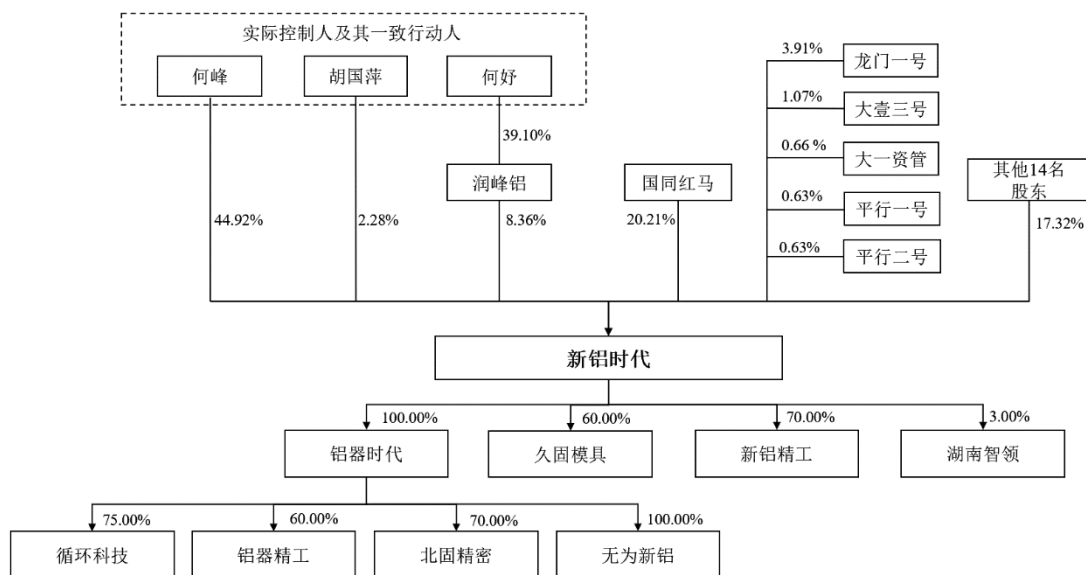 实际控制人及其一致行动人
何峰
胡国萍
何妤
39.10%
润峰铝
国同红马
44.92%
2.28%
8.36%
20.21%
3.91%
龙门一号
1.07%
大壹三号
0.66 %
大一资管
0.63%
平行一号
0.63%
平行二号
其他14名
股东
17.32%
新铝时代
100.00%
60.00%
70.00%
3.00%
铝器时代
久固模具
新铝精工
湖南智领
75.00%
60.00%
70.00%
100.00%
循环科技
铝器精工
北固精密
无为新铝